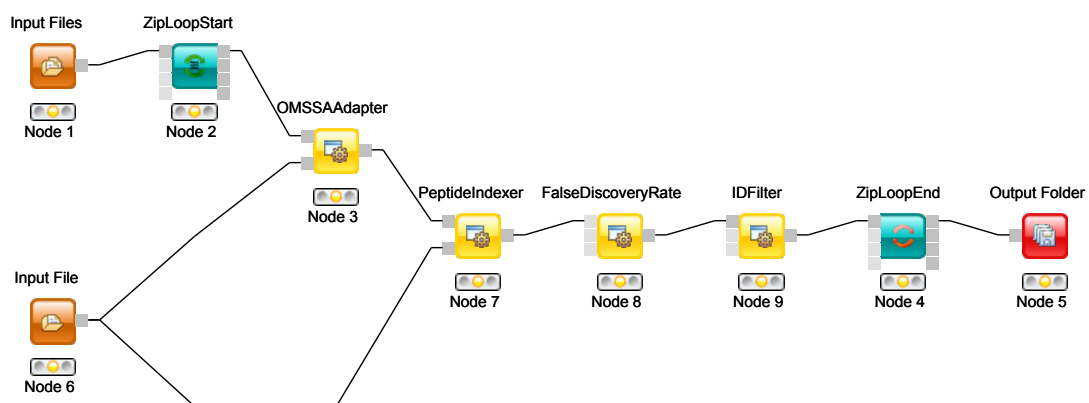 Input Files
Node 1
ZipLoopStart
Node 2
OMSSAAdapter
Node 3
Input File
Node 6
PeptideIndexer
Node 7
FalseDiscoveryRate
Node 8
IDFilter
Node 9
ZipLoopEnd
Node 4
Output Folder
Node 5